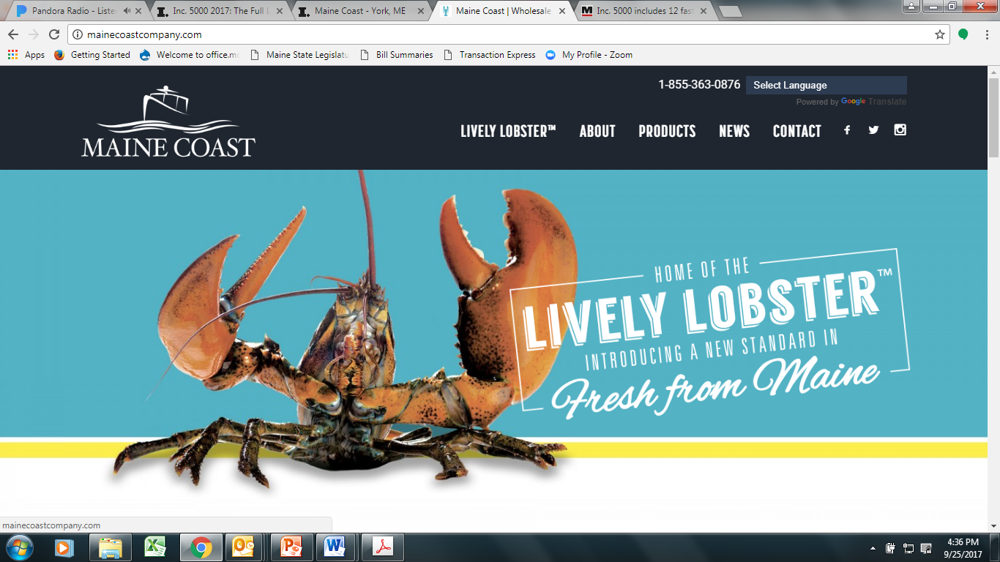 Pandora Radio - Liste
Inc. 5000 2017: The Full L
Maine Coast - York, ME
Maine Coast | Wholesale
Inc. 5000 includes 12 fas
mainecoastcompany.com
Apps
Getting Started
Welcome to office.mo
Maine State Legislatu
Bill Summaries
Transaction Express
My Profile - Zoom
1-855-363-0876
Select Language
Powered by Google Translate
MAINE COAST
LIVELY LOBSTER™
ABOUT
PRODUCTS
NEWS
CONTACT
HOME OF THE
LIVELY LOBSTER™
INTRODUCING A NEW STANDARD IN
Fresh from Maine
mainecoastcompany.com
4:36 PM
9/25/2017